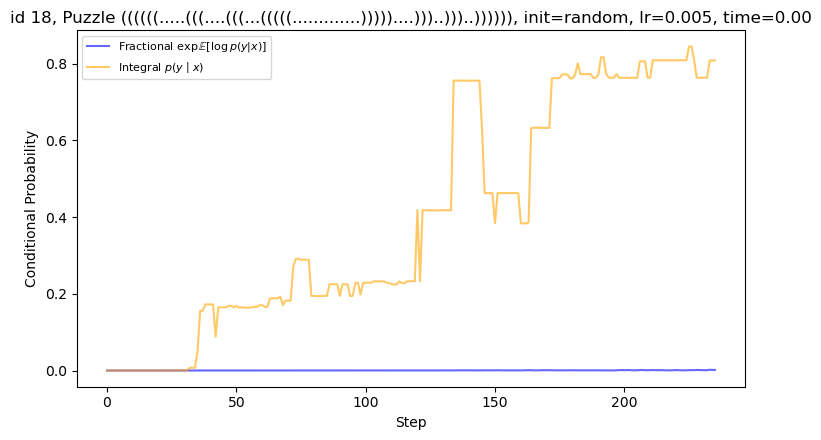 id 18, Puzzle ((((((.....(((....(((...(((((.............)))))....)))..)))..)))))), init=random, lr=0.005, time=0.00
Fractional exp𝔼[log p(y|x)]
Integral p(y | x)
Conditional Probability
0.8
0.6
0.4
0.2
0.0
0
50
100
150
200
Step